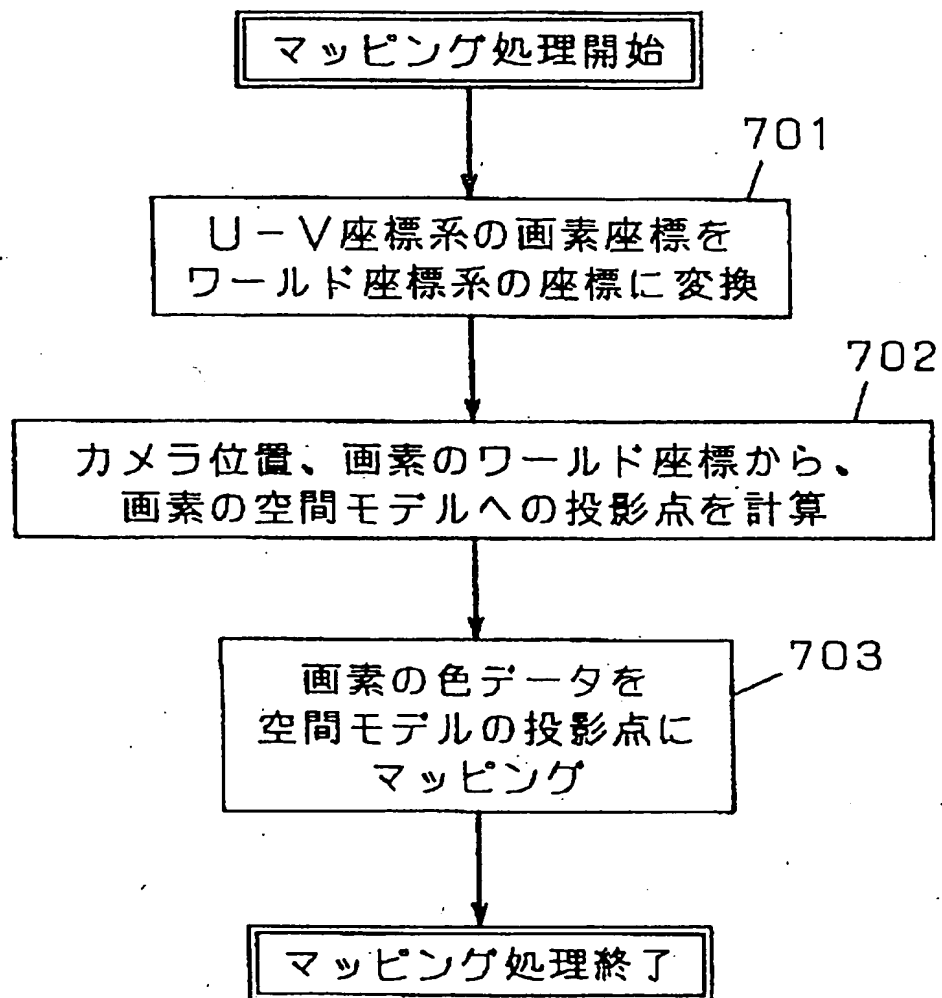 マッピング処理開始
701
U－V座標系の画素座標を
ワールド座標系の座標に変換
702
カメラ位置、画素のワールド座標から、
画素の空間モデルへの投影点を計算
703
画素の色データを
空間モデルの投影点に
マッピング
マッピング処理終了